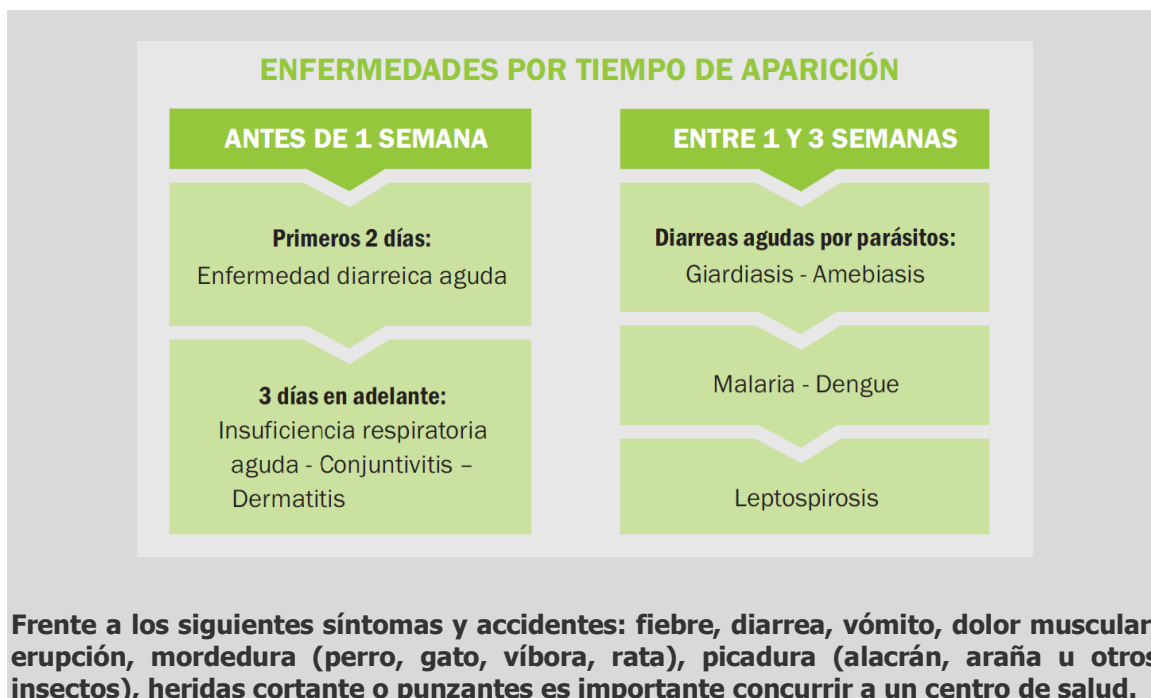 ENFERMEDADES POR TIEMPO DE APARICIÓN
ANTES DE 1 SEMANA
Primeros 2 días:
Enfermedad diarreica aguda
3 días en adelante:
Insuficiencia respiratoria
aguda - Conjuntivitis –
Dermatitis
ENTRE 1 Y 3 SEMANAS
Diarreas agudas por parásitos:
Giardiasis - Amebiasis
Malaria - Dengue
Leptospirosis
Frente a los siguientes síntomas y accidentes: fiebre, diarrea, vómito, dolor muscular
erupción, mordedura (perro, gato, víbora, rata), picadura (alacrán, araña u otros
insectos), heridas cortante o punzantes es importante concurrir a un centro de salud.